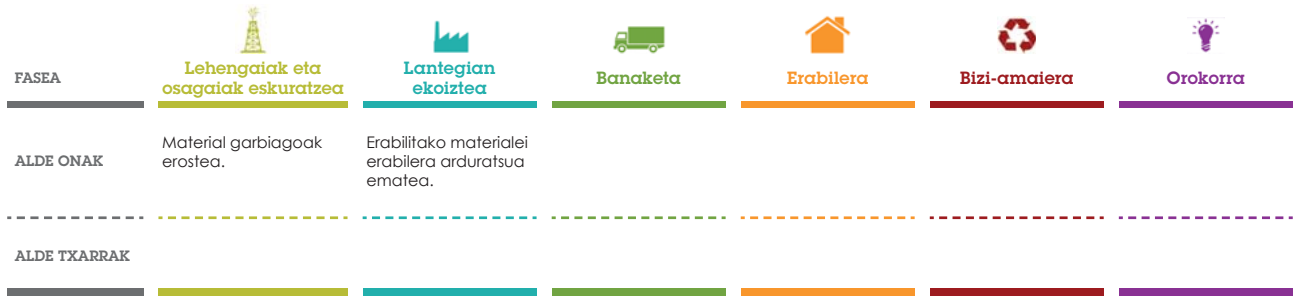 FASEA
Lehengaiak eta
osagaiak eskuratzea
Lantegian
ekoiztea
Banaketa
Erabilera
Bizi-amaiera
Orokorra
ALDE ONAK
Material garbiagoak
erostea.
Erabilitako materialei
erabilera arduratsua
ematea.
ALDE TXARRAK